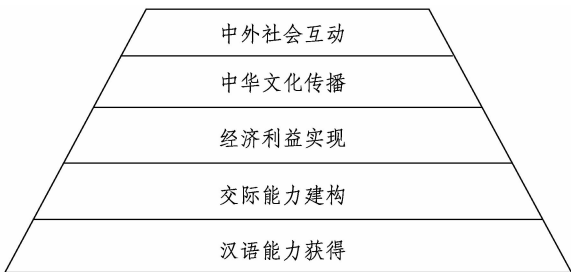 中外社会互动
中华文化传播
经济利益实现
交际能力建构
汉语能力获得